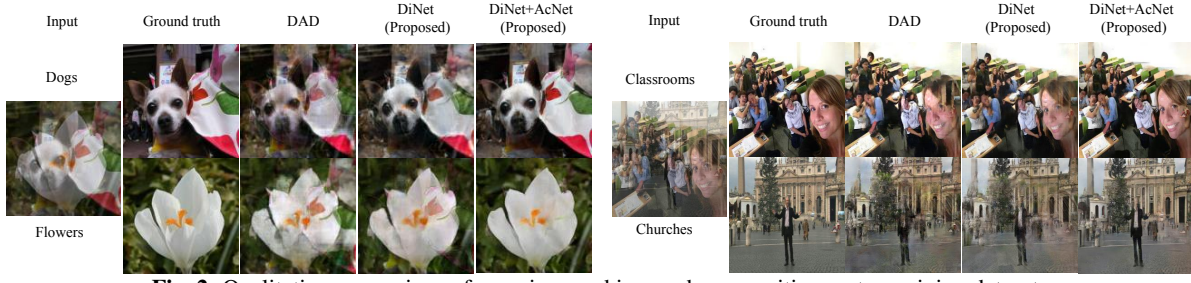 Input
Ground truth
DAD
DiNet
(Proposed)
DiNet+AcNet
(Proposed)
Dogs
Flowers
Input
Ground truth
DAD
DiNet
(Proposed)
DiNet+AcNet
(Proposed)
Classrooms
Churches